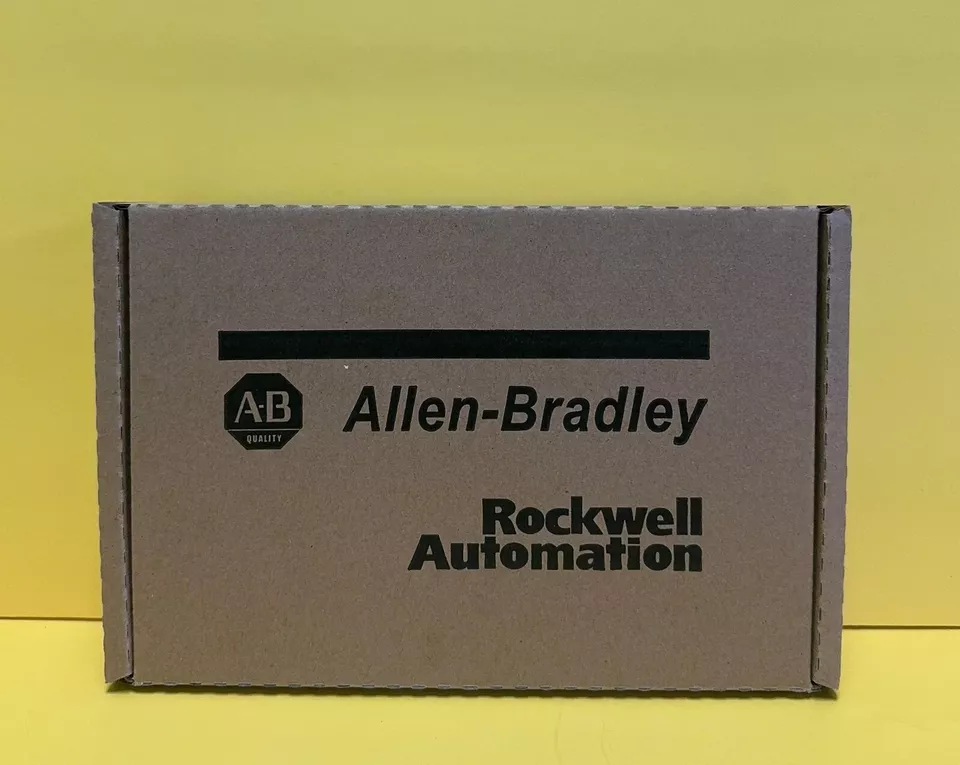 A-B
QUALITY
Allen-Bradley
Rockwell
Automation